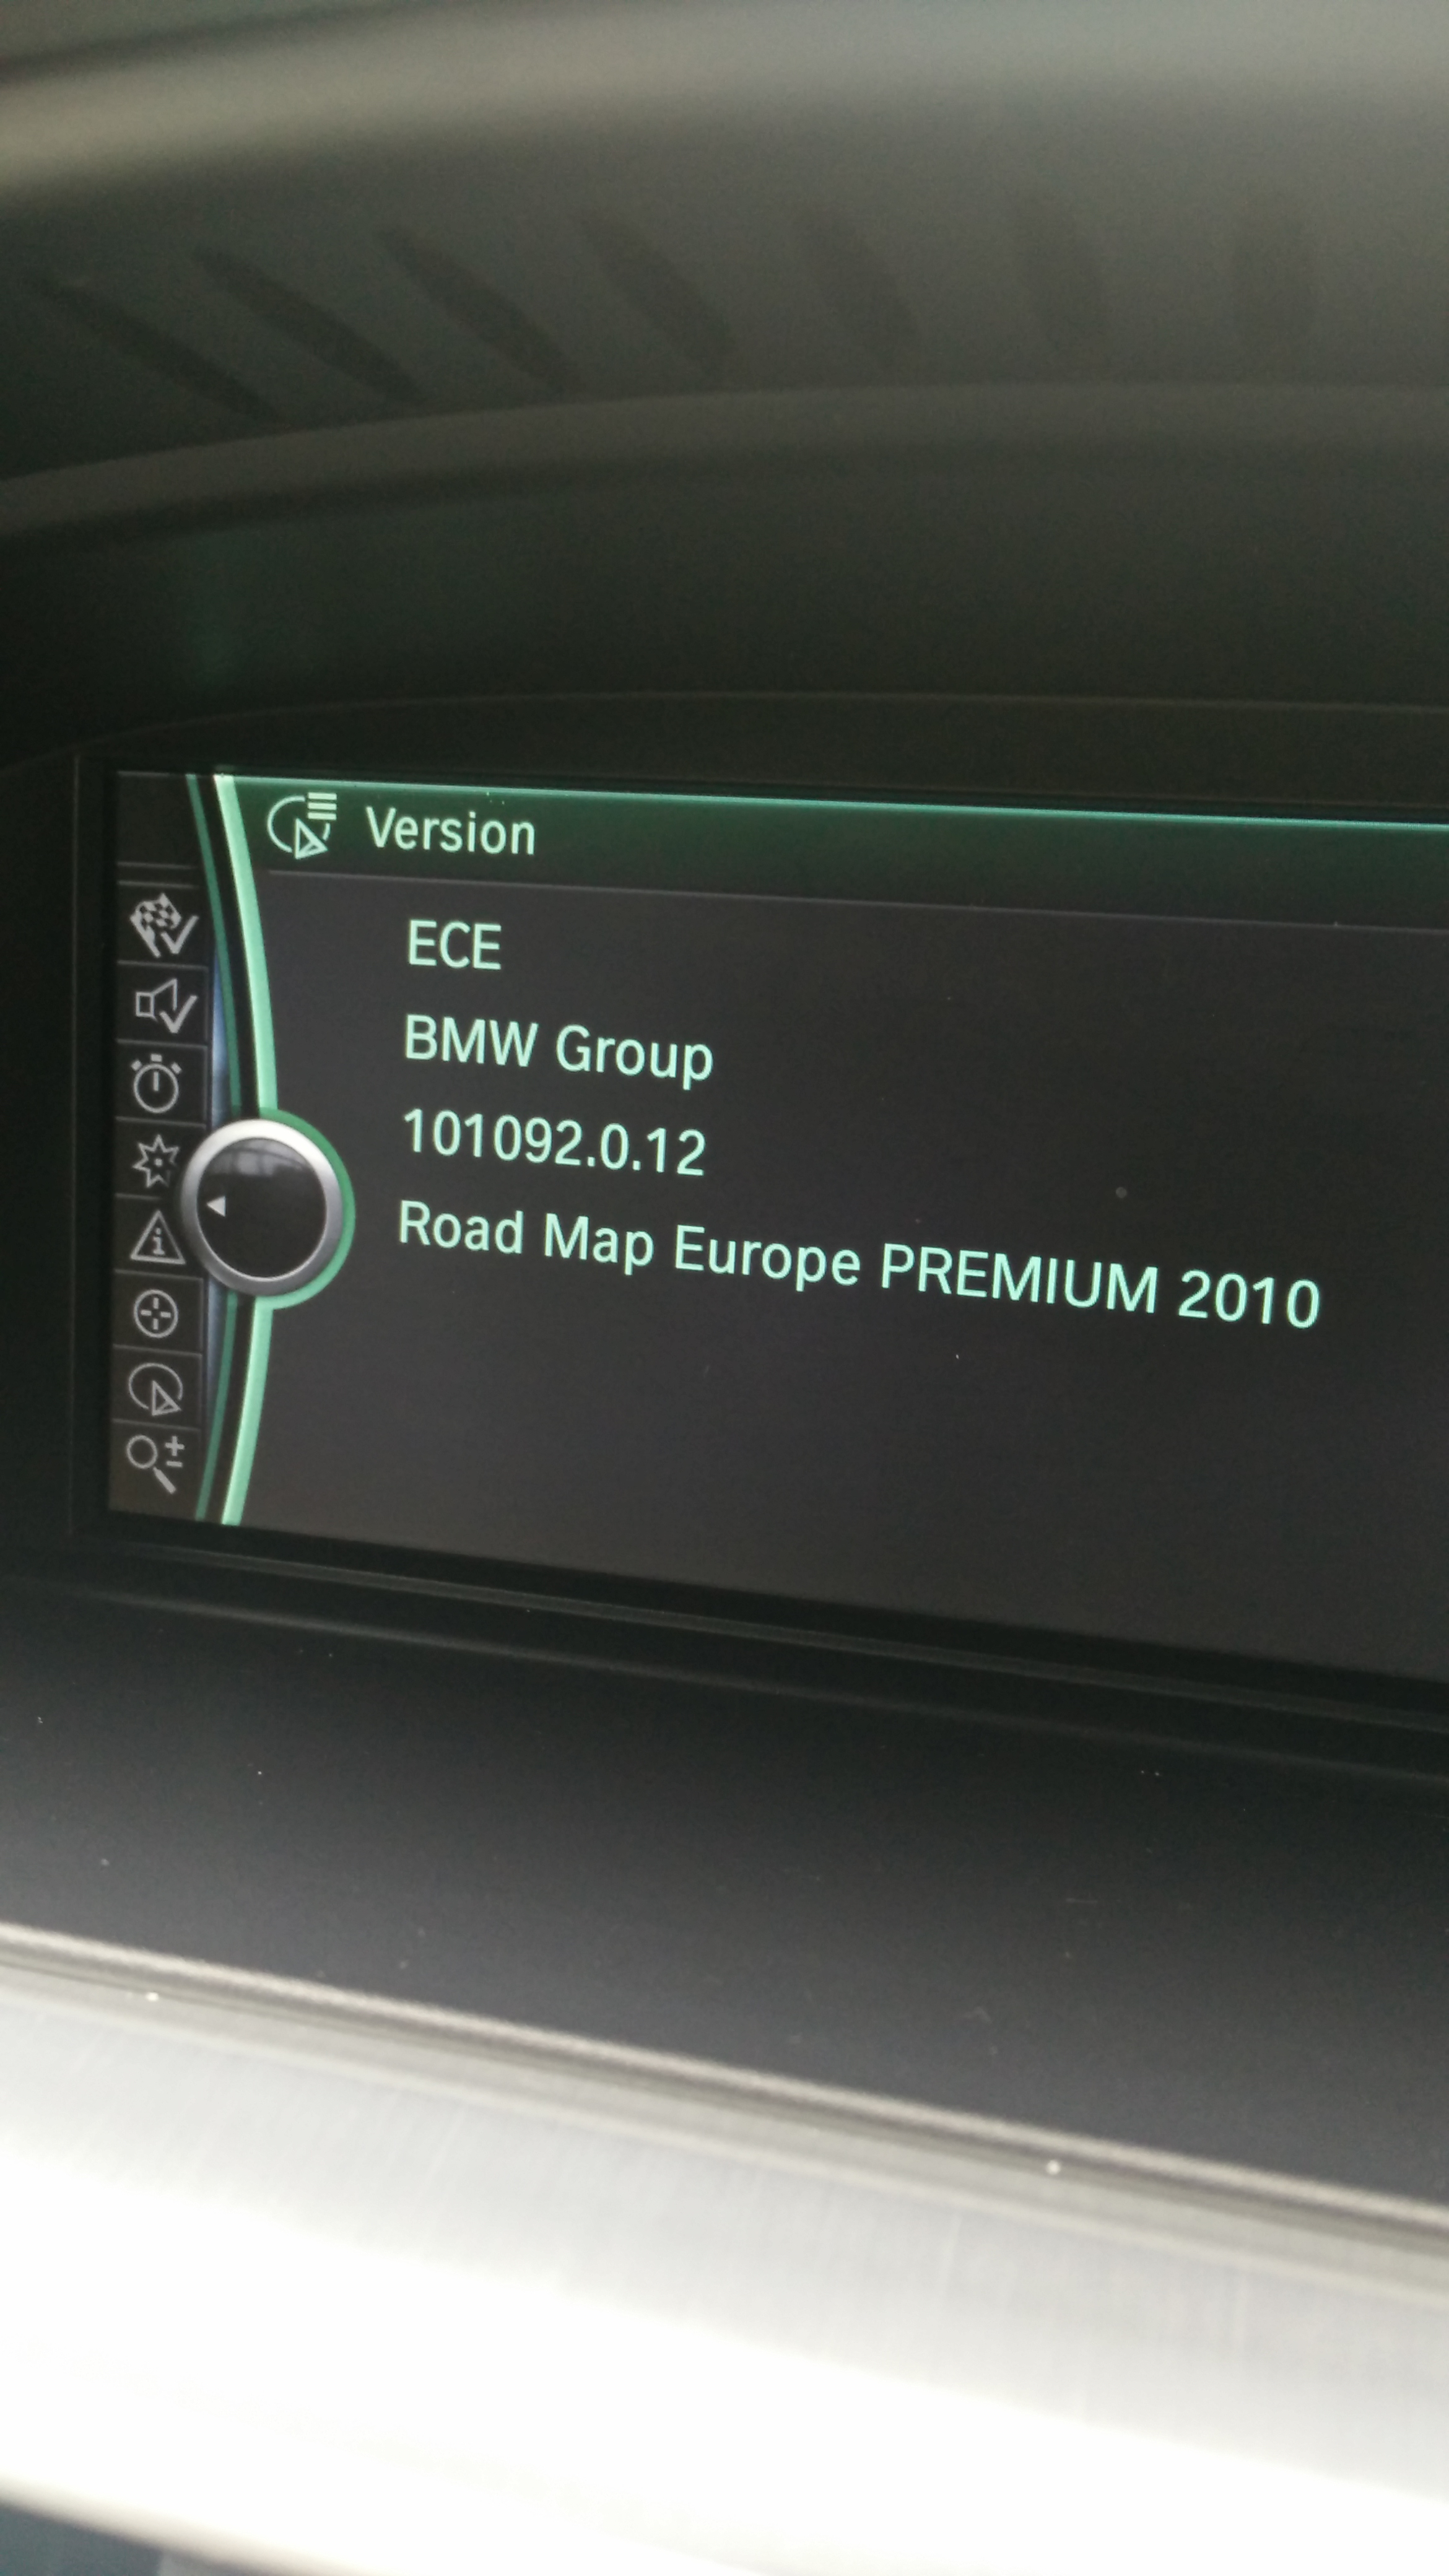 Version
ECE
BMW Group
101092.0.12
Road Map Europe PREMIUM 2010